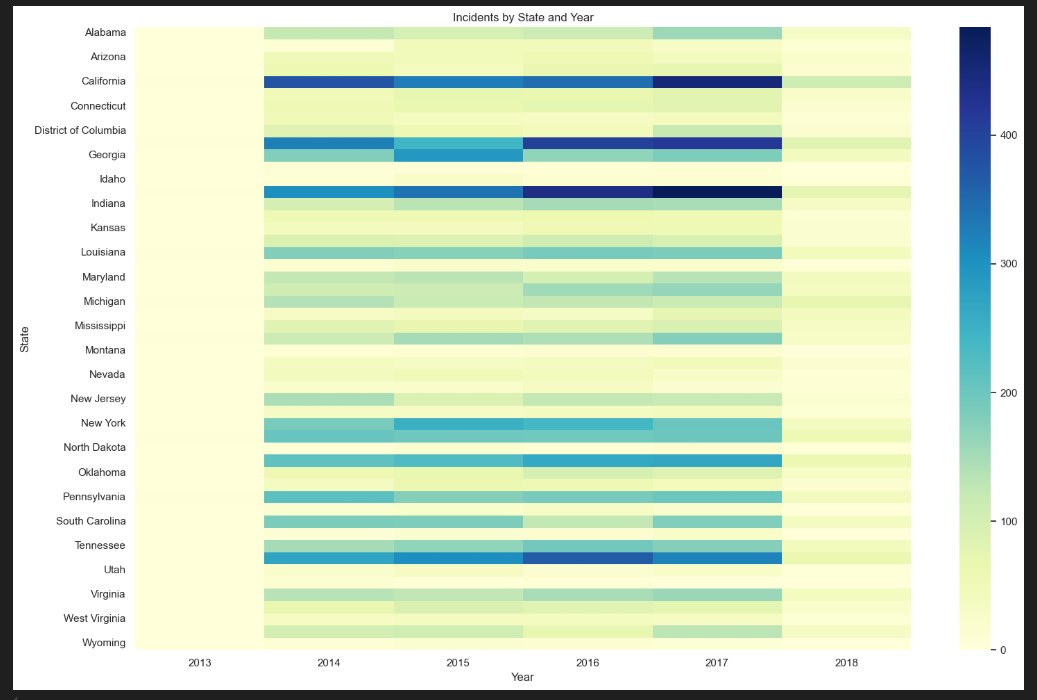 Incidents by State and Year
Alabama
Arizona
California
Connecticut
District of Columbia
Georgia
Idaho
Indiana
Kansas
Louisiana
Maryland
Michigan
Mississippi
Montana
Nevada
New Jersey
New York
North Dakota
Oklahoma
Pennsylvania
South Carolina
Tennessee
Utah
Virginia
West Virginia
Wyoming
State
2013 2014 2015 2016 2017 2018
Year
400
300
200
100
0